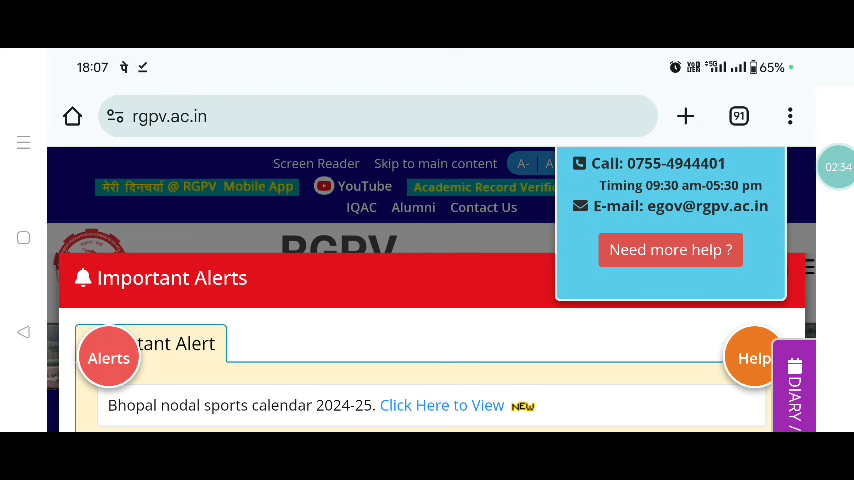 18:07
65%
rgpv.ac.in
91
02:34
Screen Reader Skip to main content A- A
Call: 0755-4944401
Timing 09:30 am-05:30 pm
मेरी दिनचर्या @ RGPV Mobile App YouTube Academic Record Verific
IQAC Alumni Contact Us
E-mail: egov@rgpv.ac.in
RGPV
Need more help ?
Important Alerts
tant Alert
Alerts
Help
DIARY /
Bhopal nodal sports calendar 2024-25. Click Here to View NEW